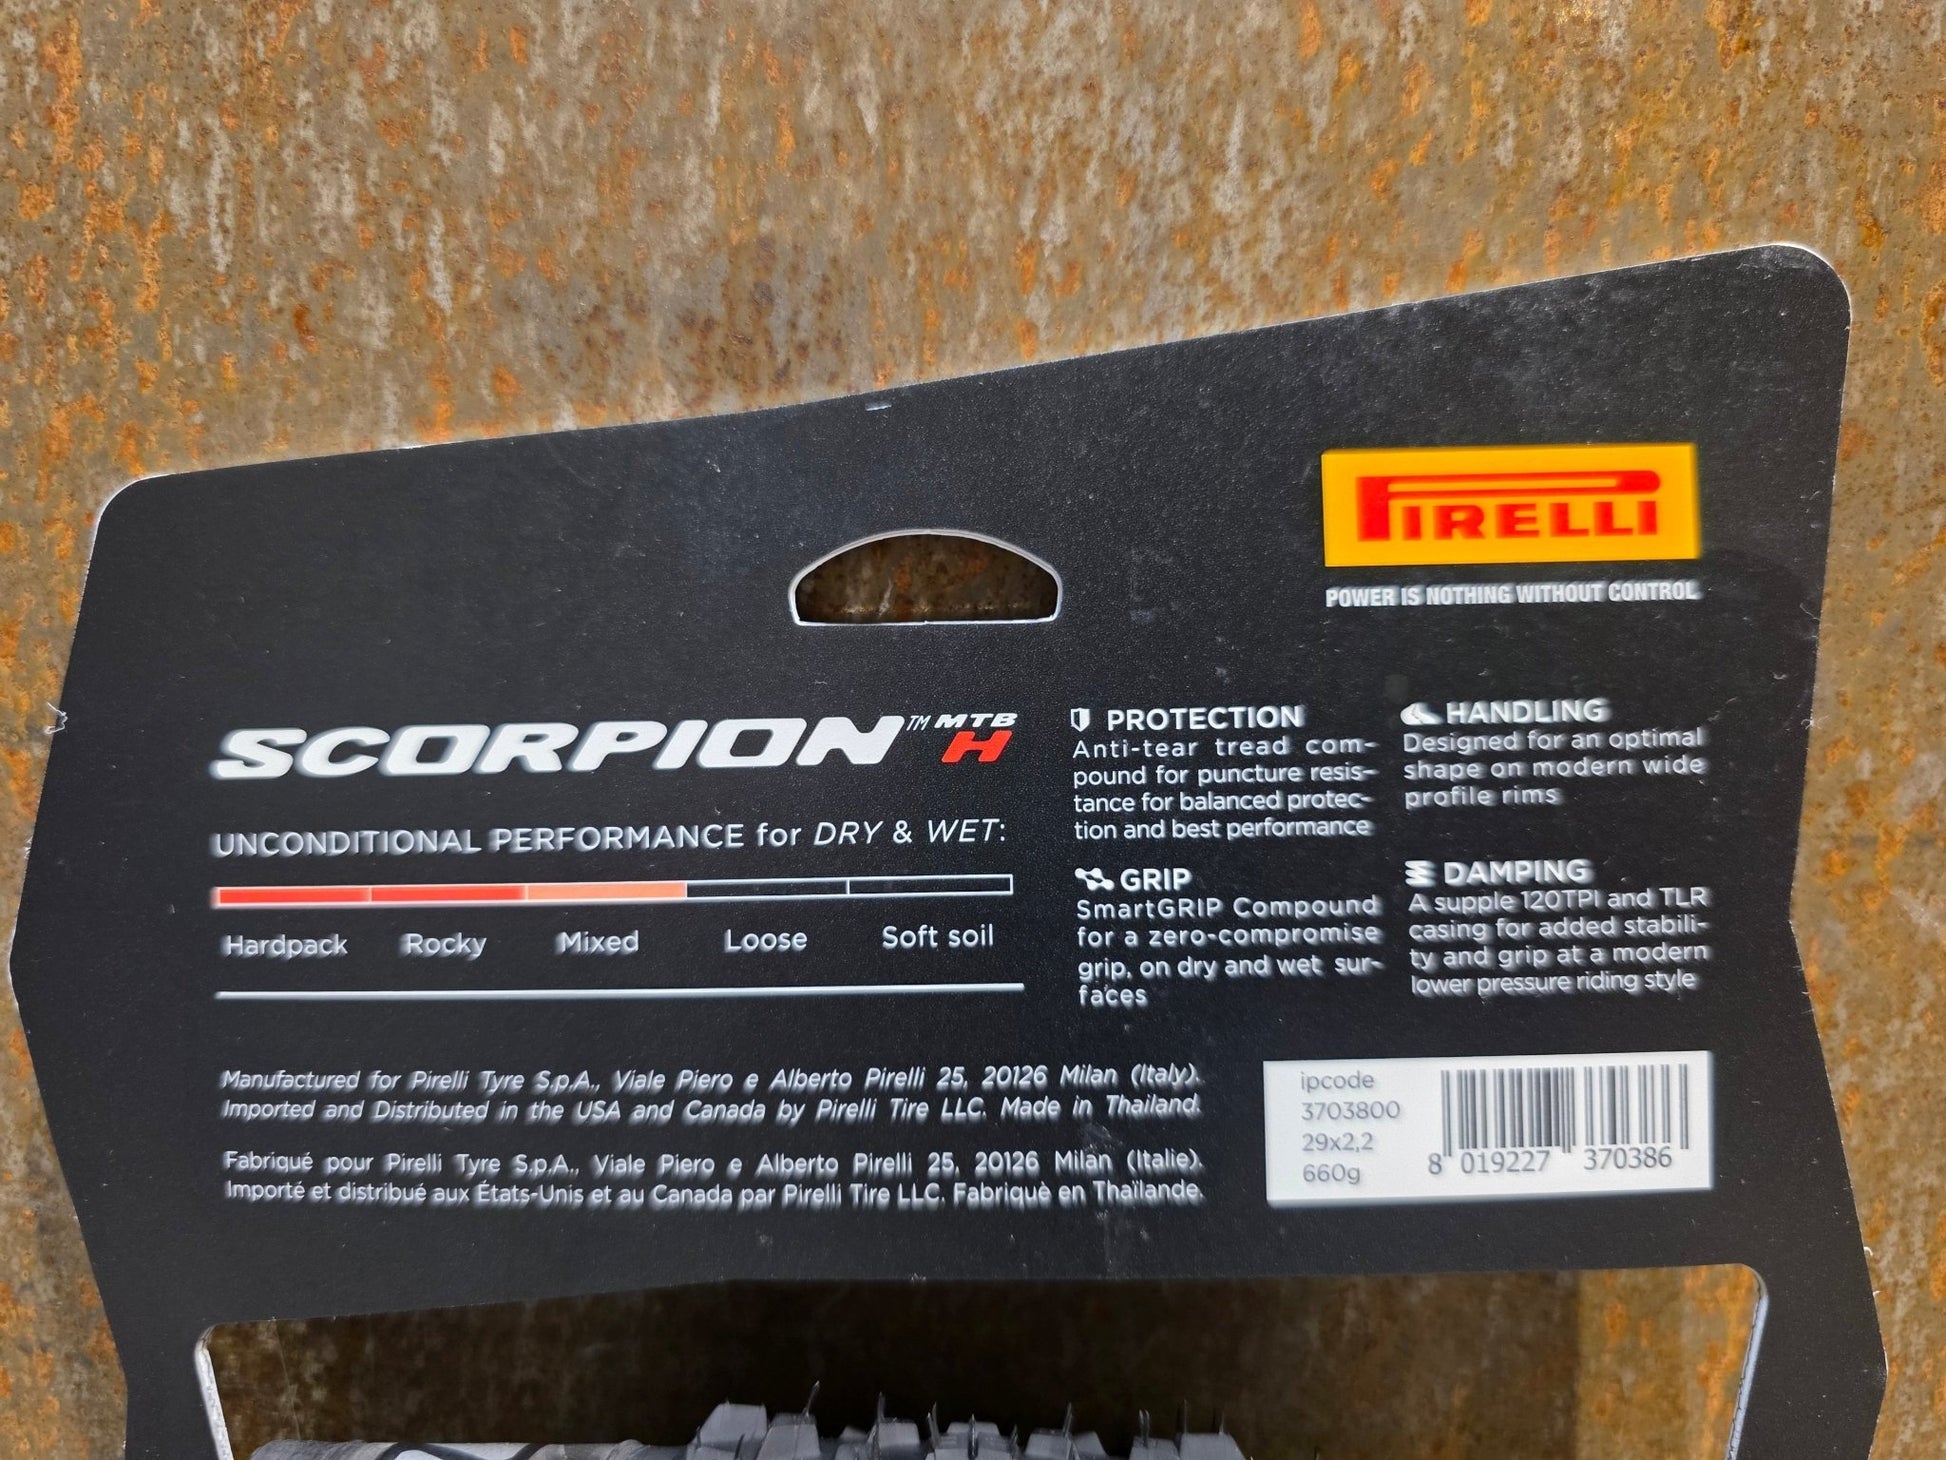 PIRELLI
POWER IS NOTHING WITHOUT CONTROL
SCORPION™ MTB
H
UNCONDITIONAL PERFORMANCE for DRY & WET:
Hardpack Rocky Mixed Loose Soft soil
PROTECTION
Anti-tear tread com-
pound for puncture resis-
tance for balanced protec-
tion and best performance
HANDLING
Designed for an optimal
shape on modern wide
profile rims
GRIP
SmartGRIP Compound
for a zero-compromise
grip, on dry and wet sur-
faces
DAMPING
A supple 120TPI and TLR
casing for added stabili-
ty and grip at a modern
lower pressure riding style
Manufactured for Pirelli Tyre S.p.A., Viale Piero e Alberto Pirelli 25, 20126 Milan (Italy).
Imported and Distributed in the USA and Canada by Pirelli Tire LLC. Made in Thailand.
Fabriqué pour Pirelli Tyre S.p.A., Viale Piero e Alberto Pirelli 25, 20126 Milan (Italie).
Importé et distribué aux États-Unis et au Canada par Pirelli Tire LLC. Fabriquè en Thaïlande.
ipcode
3703800
29x2,2
660g
8 019227 370386